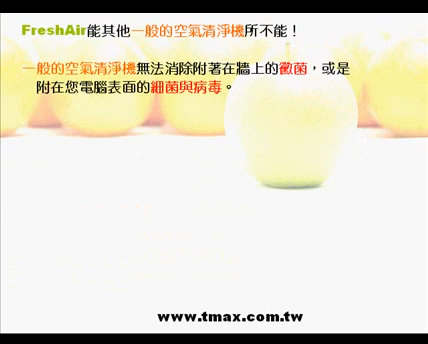 FreshAir能其他一般的空氣清淨機所不能！
一般的空氣清淨機無法消除附著在牆上的黴菌，或是
附在您電腦表面的細菌與病毒。
www.tmax.com.tw